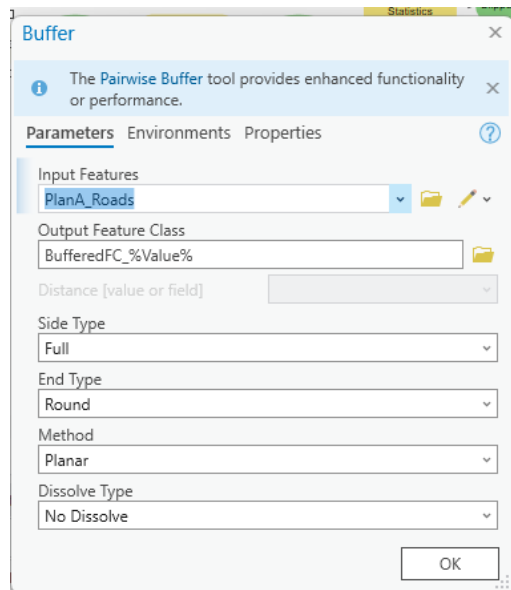 Statistics
Buffer
The Pairwise Buffer tool provides enhanced functionality
or performance.
Parameters Environments Properties
Input Features
PlanA_Roads
Output Feature Class
BufferedFC_%Value%
Distance [value or field]
Side Type
Full
End Type
Round
Method
Planar
Dissolve Type
No Dissolve
OK